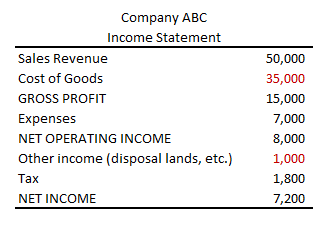 Company ABC
Income Statement
Sales Revenue 50,000
Cost of Goods 35,000
GROSS PROFIT 15,000
Expenses 7,000
NET OPERATING INCOME 8,000
Other income (disposal lands, etc.) 1,000
Tax 1,800
NET INCOME 7,200